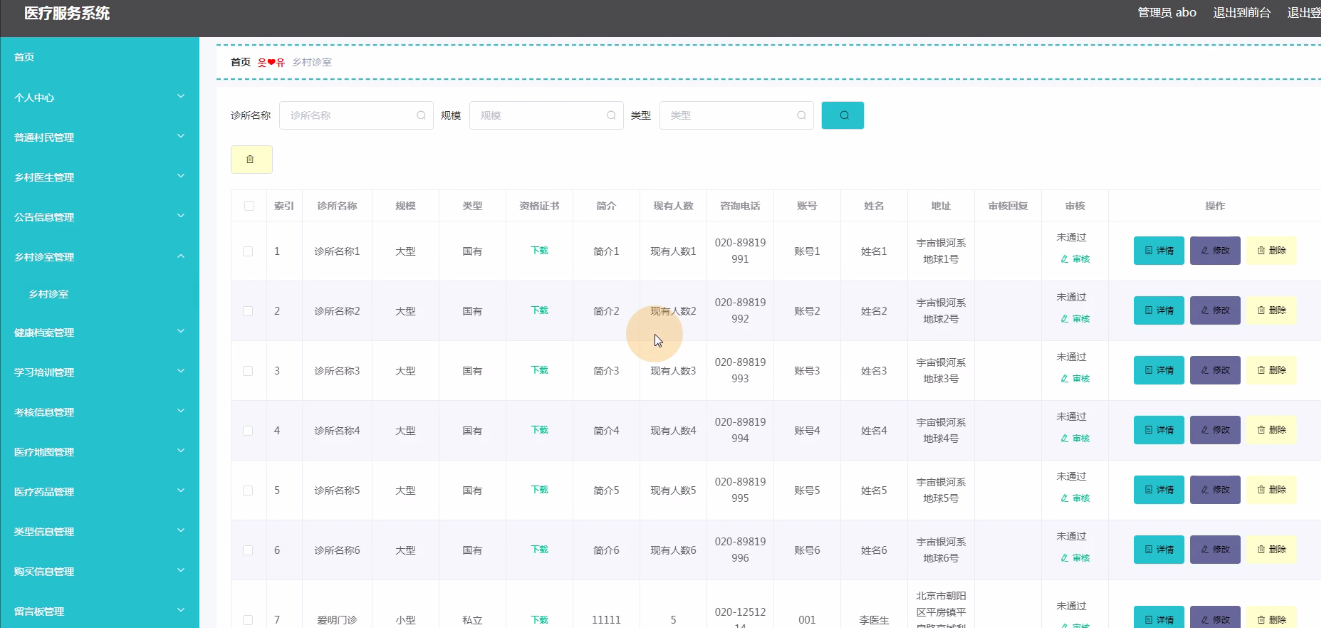 医疗服务系统
管理员 abo 退出到前台
首页
个人中心
普通村民管理
乡村医生管理
公告信息管理
乡村诊室管理
乡村诊室
健康档案管理
学习培训管理
考核信息管理
医疗地图管理
医疗药品管理
类型信息管理
购买信息管理
留言板管理
首页 웃❤유 乡村诊室
诊所名称 诊所名称 规模 规模 类型 类型
索引 诊所名称 规模 类型 资格证书 简介 现有人数 咨询电话 账号 姓名 地址 审核回复 审核 操作
1 诊所名称1 大型 国有 下载 简介1 现有人数1 020-89819991 账号1 姓名1 宇宙银河系地球1号 未通过 审核 详情 修改 删除
2 诊所名称2 大型 国有 下载 简介2 现有人数2 020-89819992 账号2 姓名2 宇宙银河系地球2号 未通过 审核 详情 修改 删除
3 诊所名称3 大型 国有 下载 简介3 现有人数3 020-89819993 账号3 姓名3 宇宙银河系地球3号 未通过 审核 详情 修改 删除
4 诊所名称4 大型 国有 下载 简介4 现有人数4 020-89819994 账号4 姓名4 宇宙银河系地球4号 未通过 审核 详情 修改 删除
5 诊所名称5 大型 国有 下载 简介5 现有人数5 020-89819995 账号5 姓名5 宇宙银河系地球5号 未通过 审核 详情 修改 删除
6 诊所名称6 大型 国有 下载 简介6 现有人数6 020-89819996 账号6 姓名6 宇宙银河系地球6号 未通过 审核 详情 修改 删除
7 爱明门诊 小型 私立 下载 11111 5 020-12512 001 李医生 北京市朝阳区平房镇平 未通过 详情 修改 删除